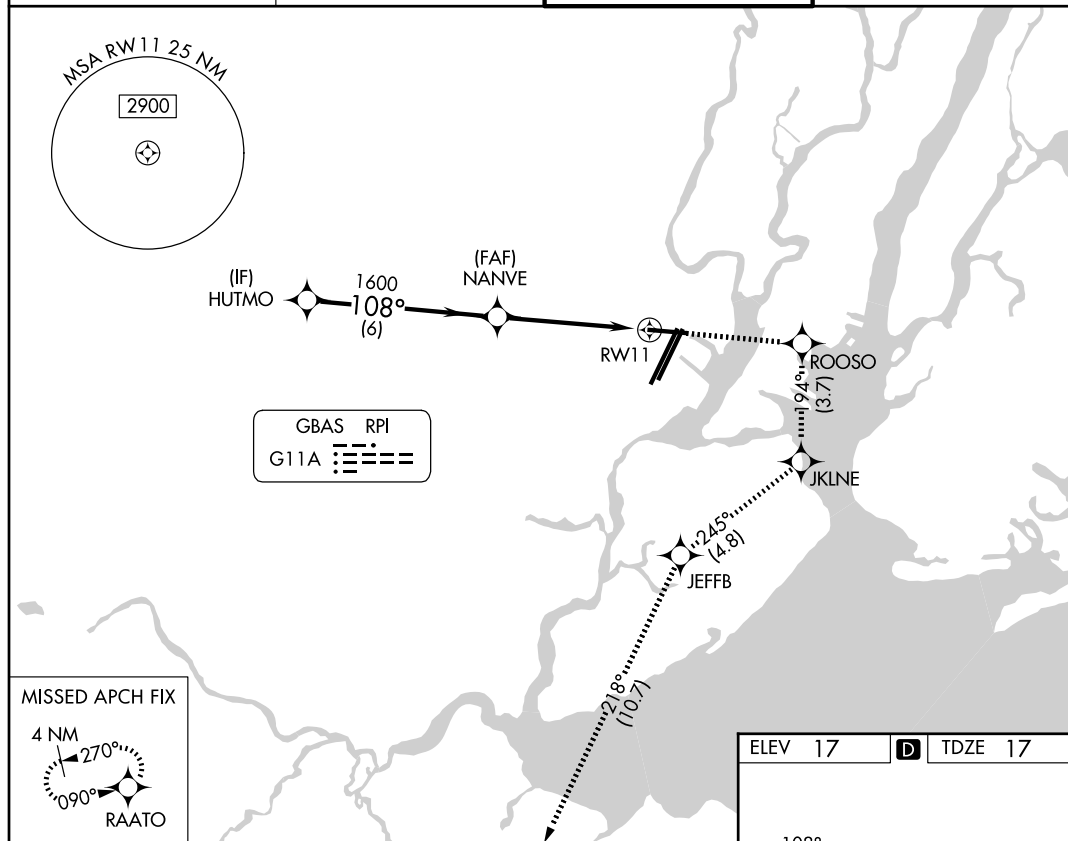 MSA RW11 25 NM
2900
(IF)
HUTMO
1600
108°
(6)
(FAF)
NANVE
RW11
ROOSO
194°
(3.7)
JKLNE
GBAS RPI
G11A
245°
(4.8)
JEFFB
218°
(10.7)
MISSED APCH FIX
4 NM
270°
090°
RAATO
ELEV 17
D
TDZE 17
108°